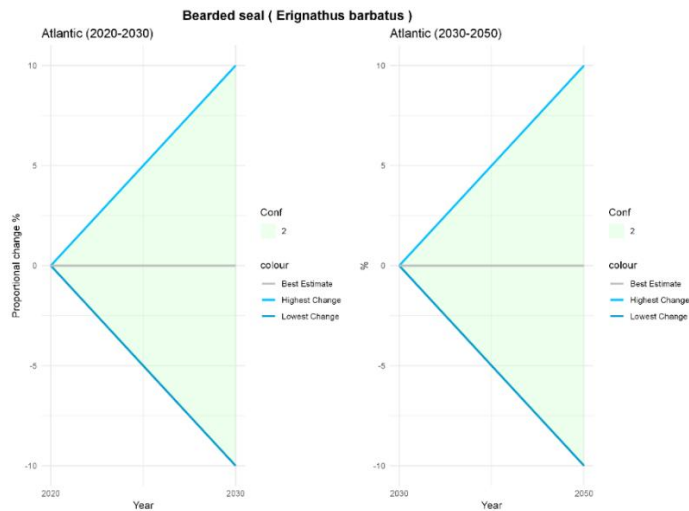 Bearded seal ( Erignathus barbatus )
Atlantic (2020-2030)
10
5
0
-5
-10
Proportional change %
2020
2030
Year
Conf
2
colour
Best Estimate
Highest Change
Lowest Change
Atlantic (2030-2050)
10
5
0
-5
-10
%
2030
2050
Year
Conf
2
colour
Best Estimate
Highest Change
Lowest Change